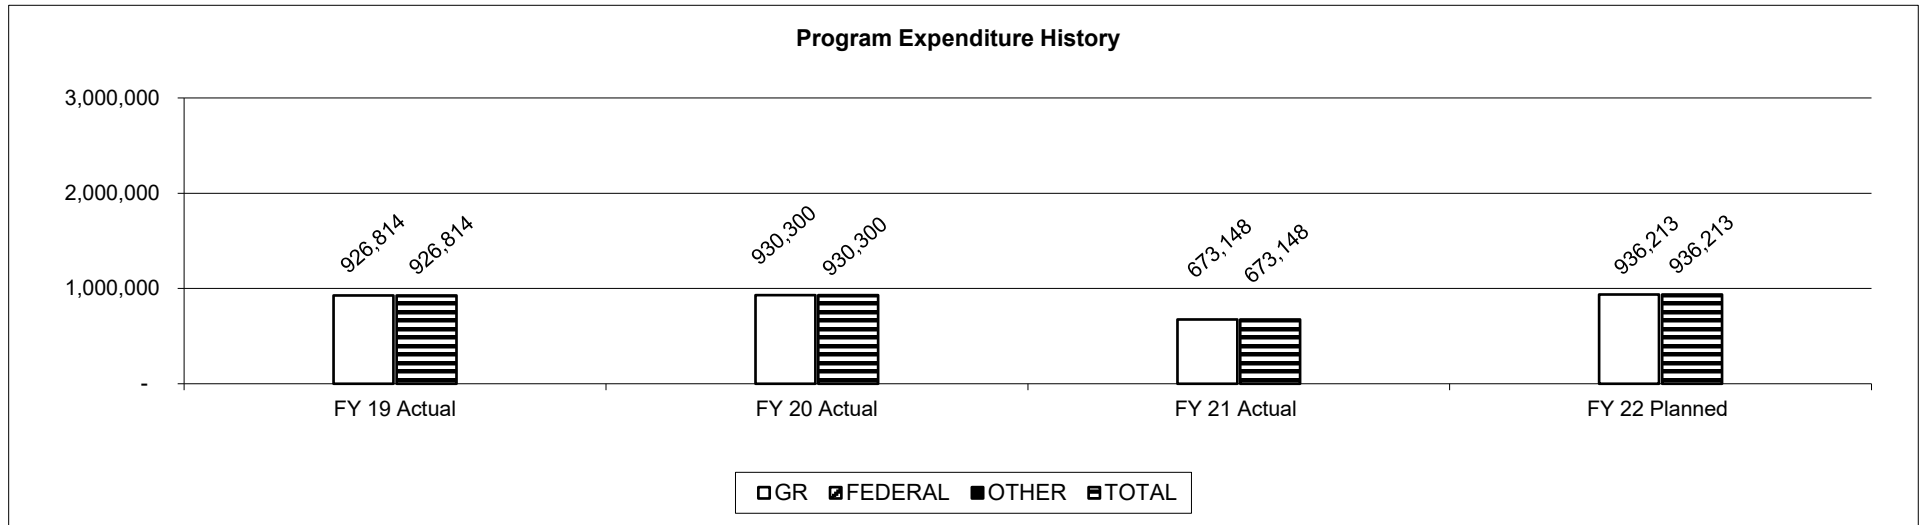 Program Expenditure History
3,000,000
2,000,000
1,000,000
-
926,814 926,814 930,300 930,300 673,148 673,148 936,213 936,213
FY 19 Actual FY 20 Actual FY 21 Actual FY 22 Planned
GR FEDERAL OTHER TOTAL